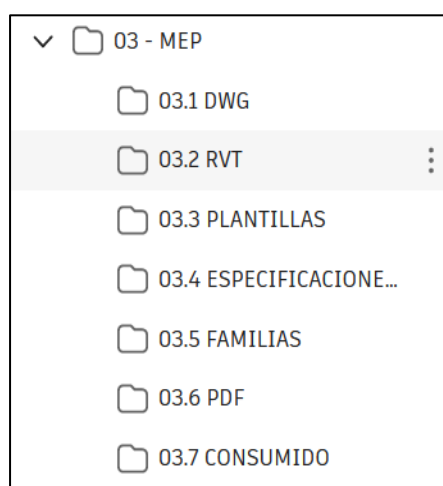 03 - MEP
03.1 DWG
03.2 RVT
03.3 PLANTILLAS
03.4 ESPECIFICACIONE...
03.5 FAMILIAS
03.6 PDF
03.7 CONSUMIDO